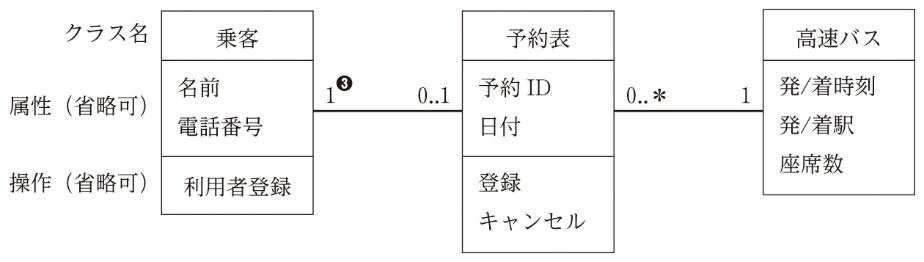 クラス名
属性（省略可）
操作（省略可）
乗客
名前
電話番号
利用者登録
1❸
0..1
予約表
予約 ID
日付
登録
キャンセル
0..＊
1
高速バス
発/着時刻
発/着駅
座席数